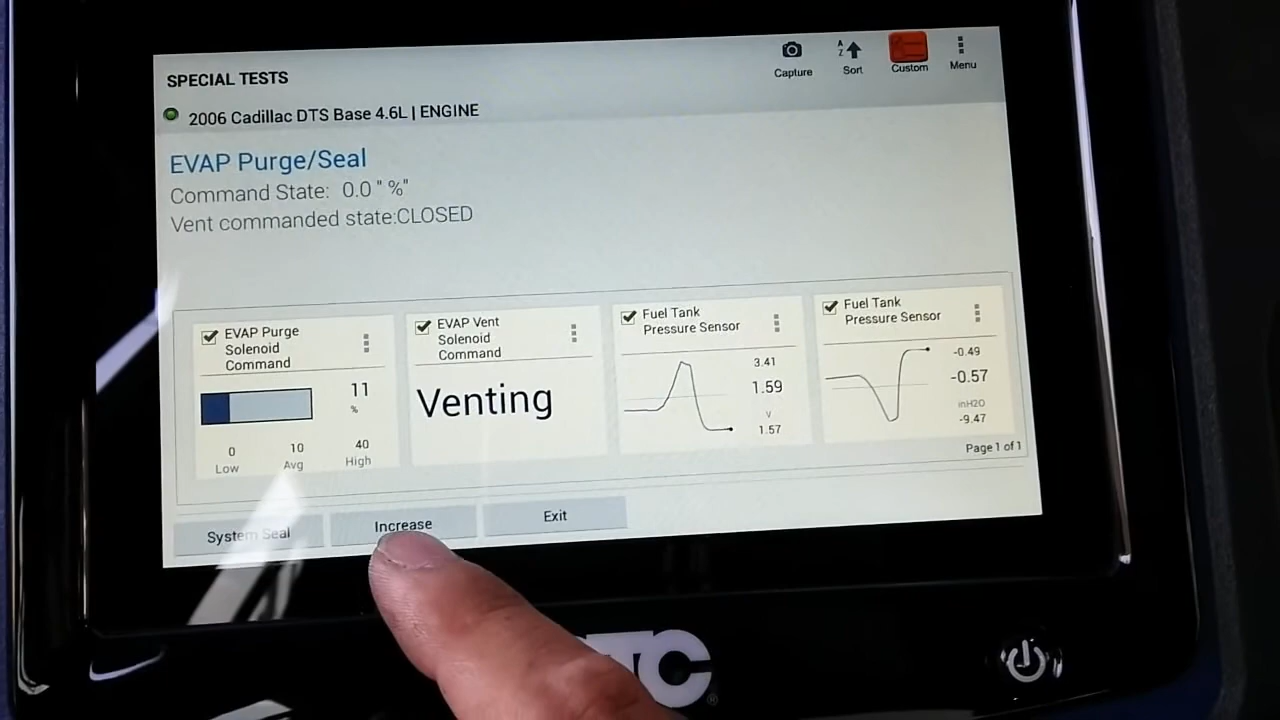 SPECIAL TESTS
Capture
Sort
Custom
Menu
2006 Cadillac DTS Base 4.6L | ENGINE
EVAP Purge/Seal
Command State: 0.0 " %"
Vent commanded state:CLOSED
EVAP Purge
Solenoid
Command
11
%
0
10
40
Low
Avg
High
EVAP Vent
Solenoid
Command
Venting
Fuel Tank
Pressure Sensor
3.41
1.59
V
1.57
Fuel Tank
Pressure Sensor
-0.49
-0.57
inH2O
-9.47
Page 1 of 1
System Seal
Increase
Exit
TC